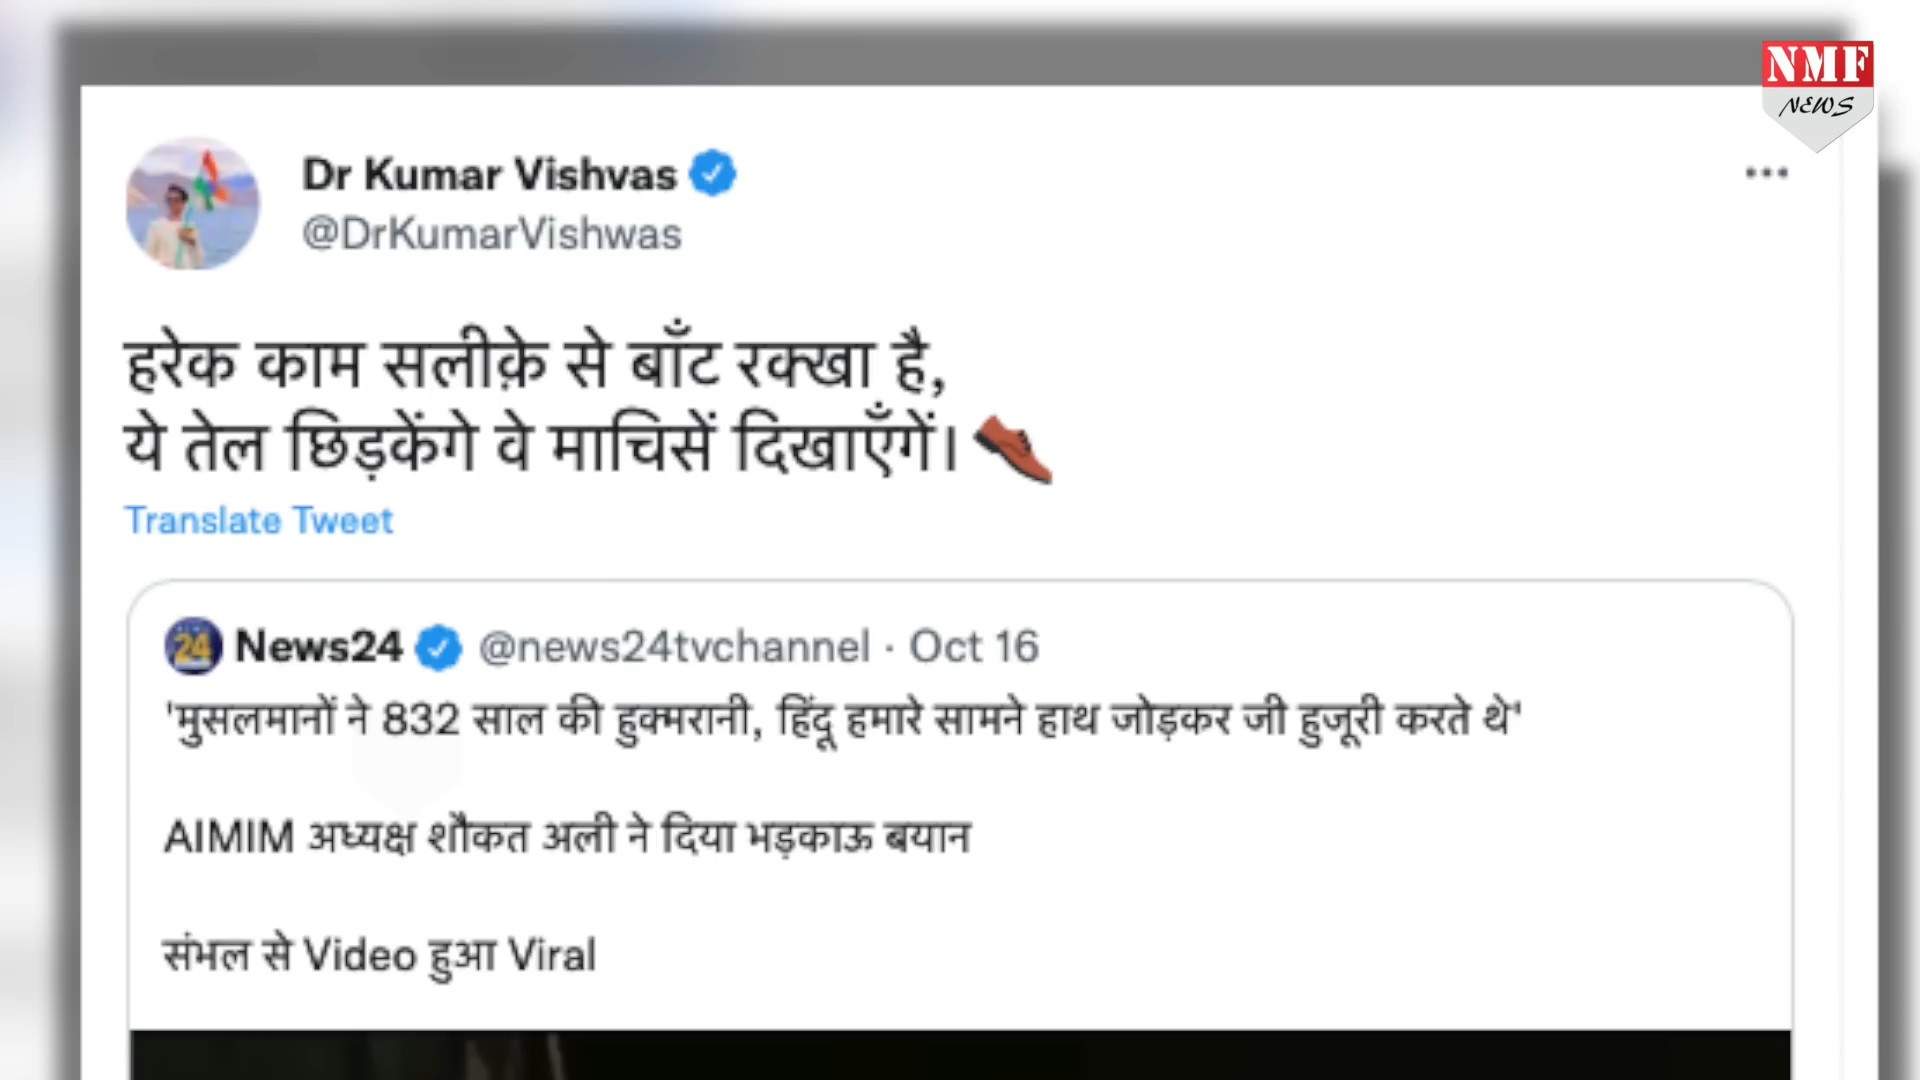 NMF
NEWS
Dr Kumar Vishvas
@DrKumarVishwas
हरेक काम सलीक़े से बाँट रक्खा है,
ये तेल छिड़केंगे वे माचिसें दिखाएँगें।
Translate Tweet
24 News24 @news24tvchannel · Oct 16
'मुसलमानों ने 832 साल की हुक्मरानी, हिंदू हमारे सामने हाथ जोड़कर जी हुजूरी करते थे'
AIMIM अध्यक्ष शौकत अली ने दिया भड़काऊ बयान
संभल से Video हुआ Viral